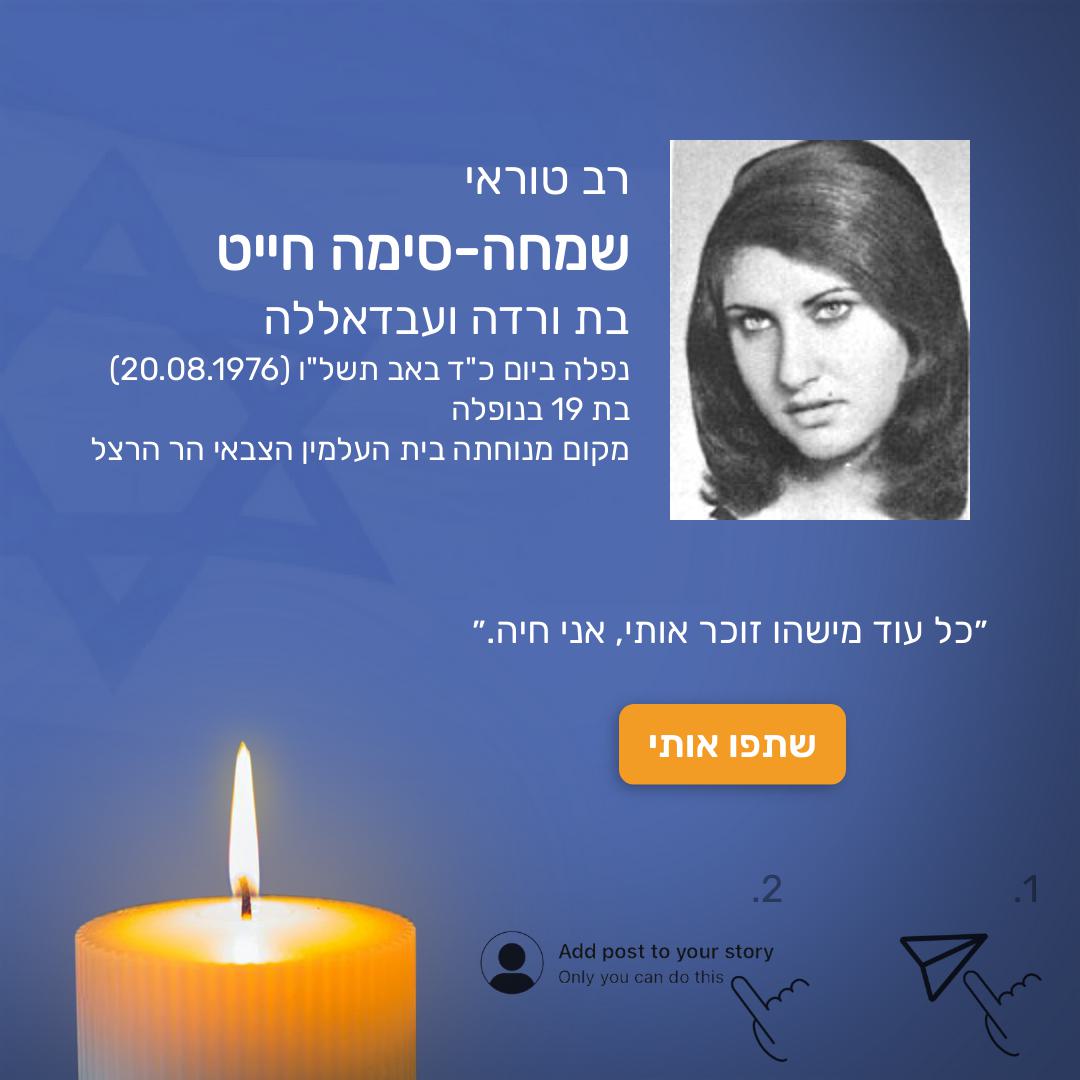 רב טוראי
שמחה-סימה חייט
בת ורדה ועבדאללה
נפלה ביום כ"ד באב תשל"ו (20.08.1976)
בת 19 בנופלה
מקום מנוחתה בית העלמין הצבאי הר הרצל
״כל עוד מישהו זוכר אותי, אני חיה.״
שתפו אותי
1.
2.
Add post to your story
Only you can do this